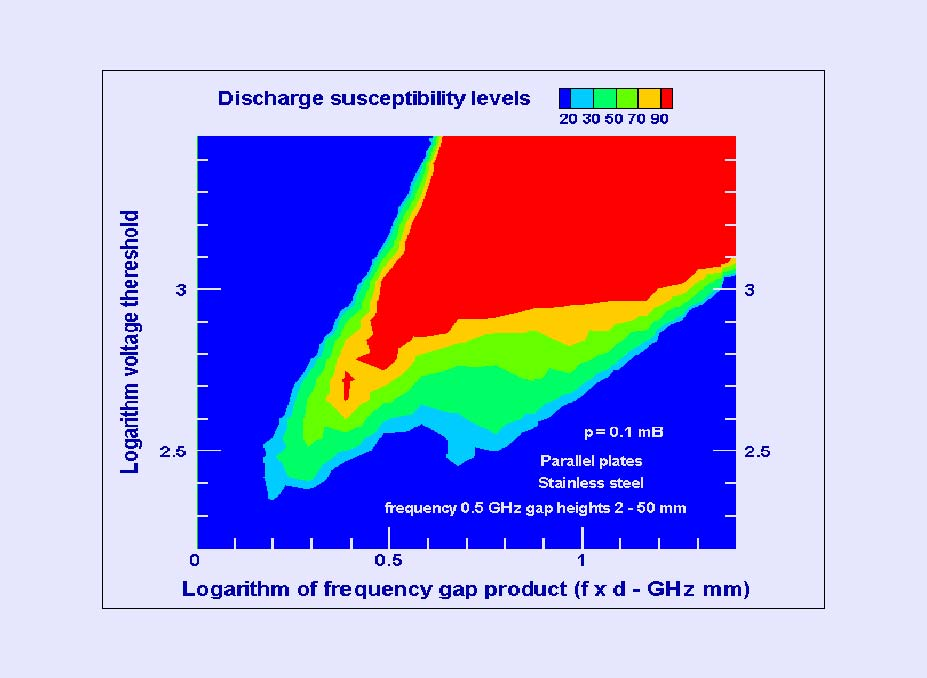 Discharge susceptibility levels
20 30 50 70 90
Logarithm voltage thereshold
3
3
2.5
2.5
p = 0.1 mB
Parallel plates
Stainless steel
frequency 0.5 GHz gap heights 2 - 50 mm
0 0.5 1
Logarithm of frequency gap product (f x d - GHz mm)